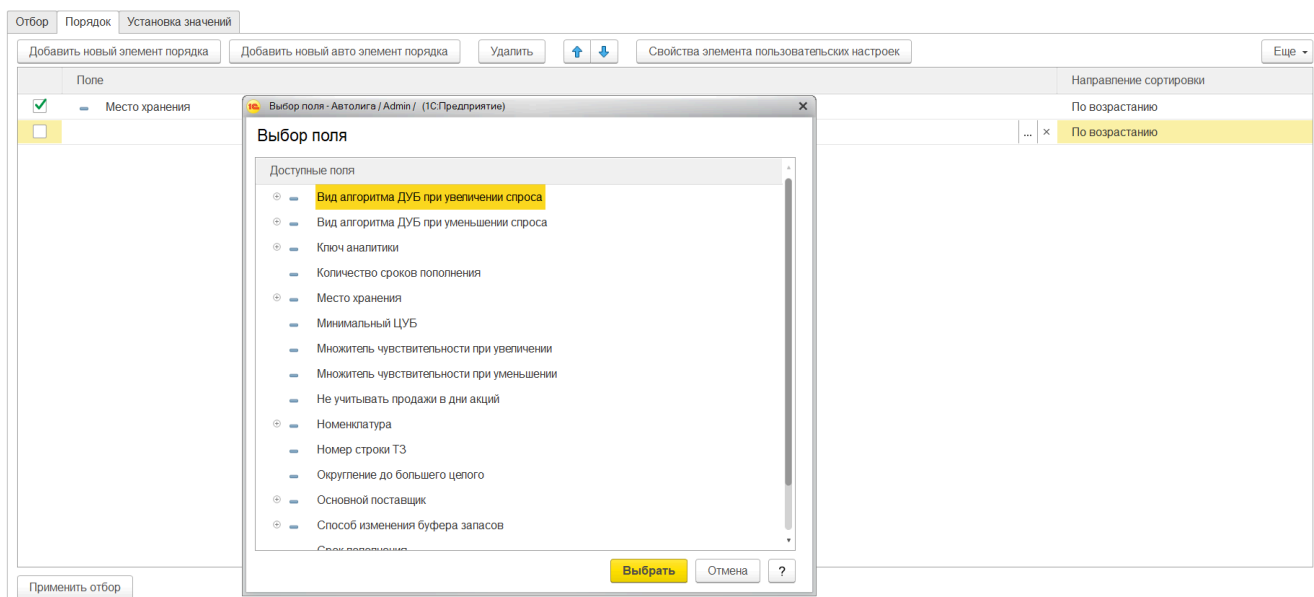 Отбор Порядок Установка значений
Добавить новый элемент порядка Добавить новый авто элемент порядка Удалить Свойства элемента пользовательских настроек Еще
Поле Направление сортировки
Место хранения По возрастанию
... × По возрастанию
1С Выбор поля - Автолига / Admin / (1С:Предприятие) ×
Выбор поля
Доступные поля
Вид алгоритма ДУБ при увеличении спроса
Вид алгоритма ДУБ при уменьшении спроса
Ключ аналитики
Количество сроков пополнения
Место хранения
Минимальный ЦУБ
Множитель чувствительности при увеличении
Множитель чувствительности при уменьшении
Не учитывать продажи в дни акций
Номенклатура
Номер строки ТЗ
Округление до большего целого
Основной поставщик
Способ изменения буфера запасов
Срок пополнения
Выбрать Отмена ?
Применить отбор